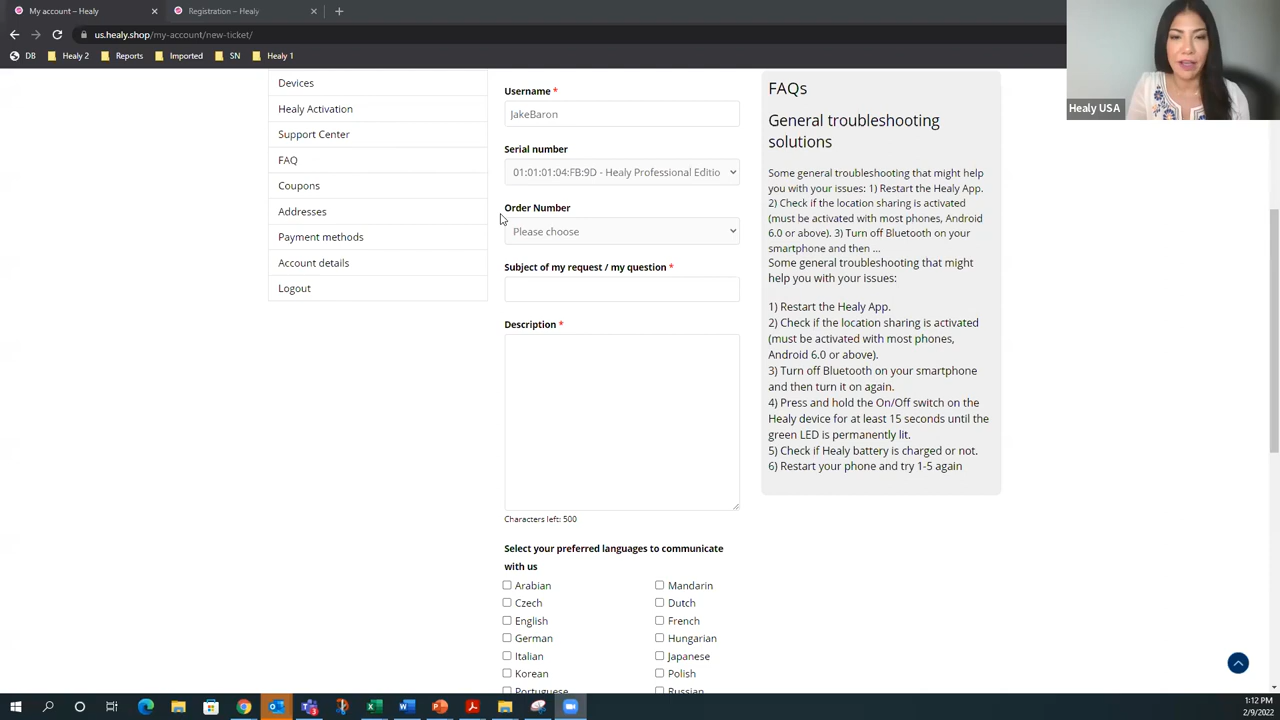 My account – Healy
Registration – Healy
us.healy.shop/my-account/new-ticket/
DB
Healy 2
Reports
Imported
SN
Healy 1
Healy USA
Devices
Healy Activation
Support Center
FAQ
Coupons
Addresses
Payment methods
Account details
Logout
Username *
JakeBaron
Serial number
01:01:01:04:FB:9D - Healy Professional Editio
Order Number
Please choose
Subject of my request / my question *
Description *
Characters left: 500
Select your preferred languages to communicate
with us
Arabian
Mandarin
Czech
Dutch
English
French
German
Hungarian
Italian
Japanese
Korean
Polish
Portuguese
Russian
FAQs
General troubleshooting
solutions
Some general troubleshooting that might help
you with your issues: 1) Restart the Healy App.
2) Check if the location sharing is activated
(must be activated with most phones, Android
6.0 or above). 3) Turn off Bluetooth on your
smartphone and then ...
Some general troubleshooting that might
help you with your issues:
1) Restart the Healy App.
2) Check if the location sharing is activated
(must be activated with most phones,
Android 6.0 or above).
3) Turn off Bluetooth on your smartphone
and then turn it on again.
4) Press and hold the On/Off switch on the
Healy device for at least 15 seconds until the
green LED is permanently lit.
5) Check if Healy battery is charged or not.
6) Restart your phone and try 1-5 again
1:12 PM
2/9/2022